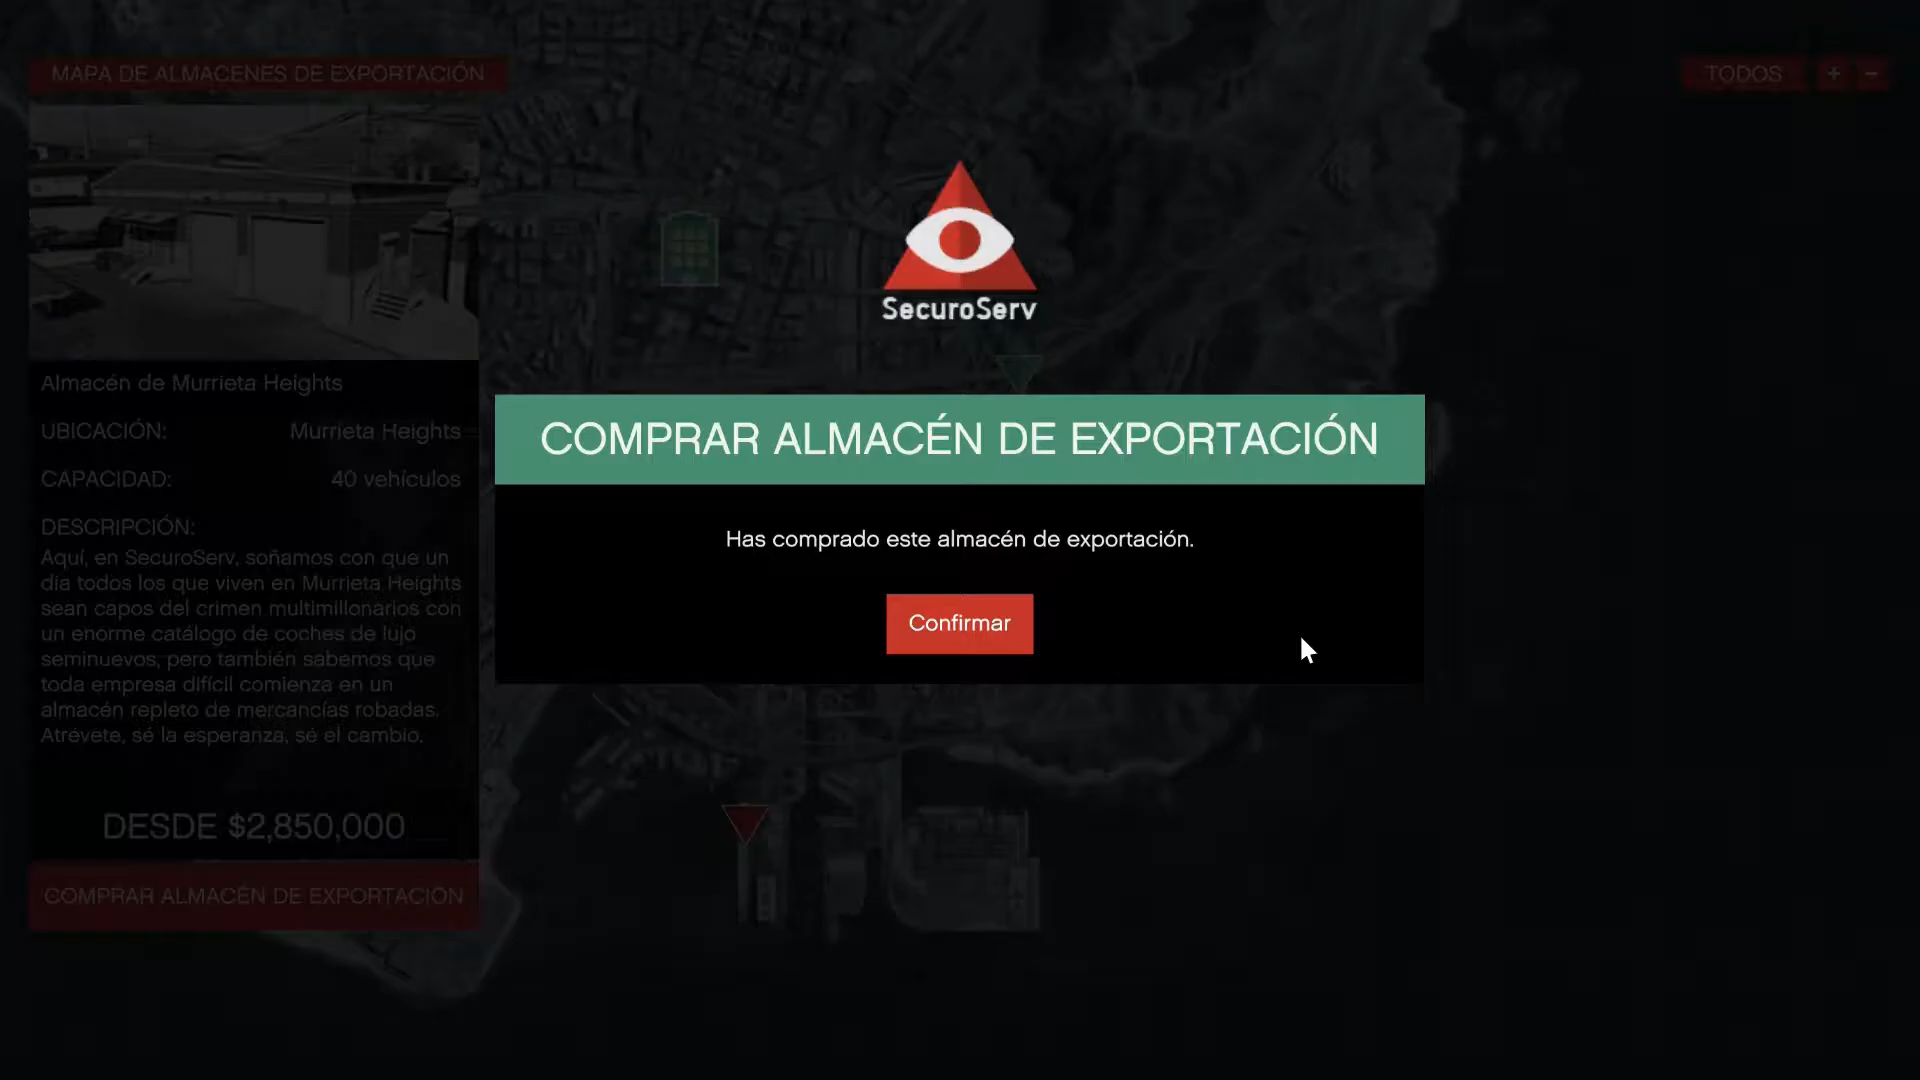 MAPA DE ALMACENES DE EXPORTACIÓN
TODOS
+
-
SecuroServ
Almacén de Murrieta Heights
UBICACIÓN: Murrieta Heights
CAPACIDAD: 40 vehículos
DESCRIPCIÓN:
Aquí, en SecuroServ, soñamos con que un
día todos los que viven en Murrieta Heights
sean capos del crimen multimillonarios con
un enorme catálogo de coches de lujo
seminuevos, pero también sabemos que
toda empresa difícil comienza en un
almacén repleto de mercancías robadas.
Atrévete, sé la esperanza, sé el cambio.
DESDE $2,850,000
COMPRAR ALMACÉN DE EXPORTACIÓN
COMPRAR ALMACÉN DE EXPORTACIÓN
Has comprado este almacén de exportación.
Confirmar